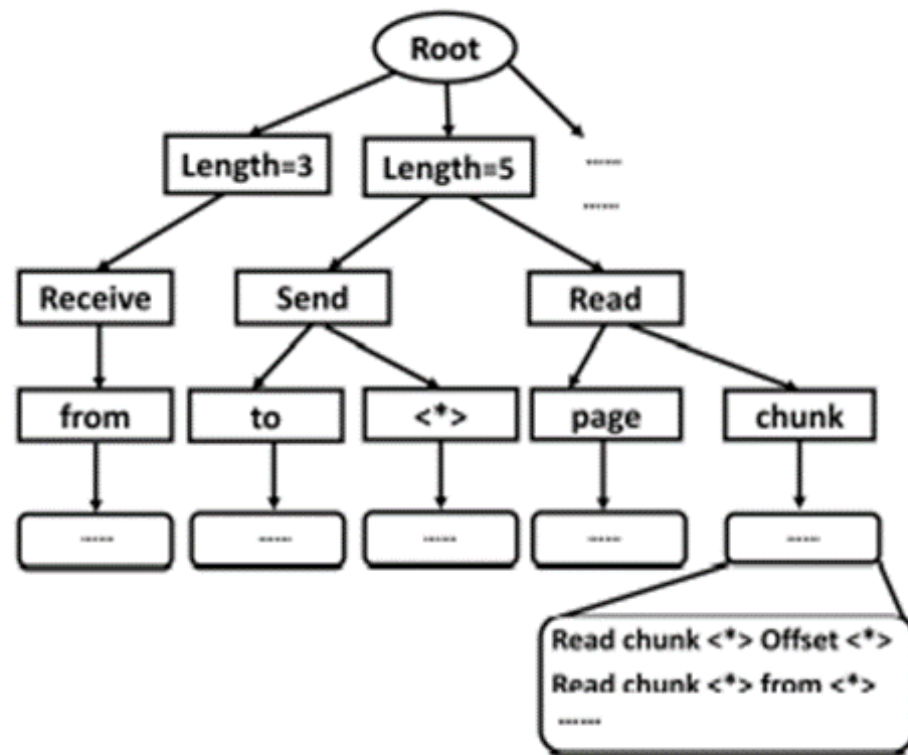 Root
Length=3 Length=5 ......
......
Receive Send Read
from to <*> page chunk
...... ...... ...... ...... ......
Read chunk <*> Offset <*>
Read chunk <*> from <*>
......